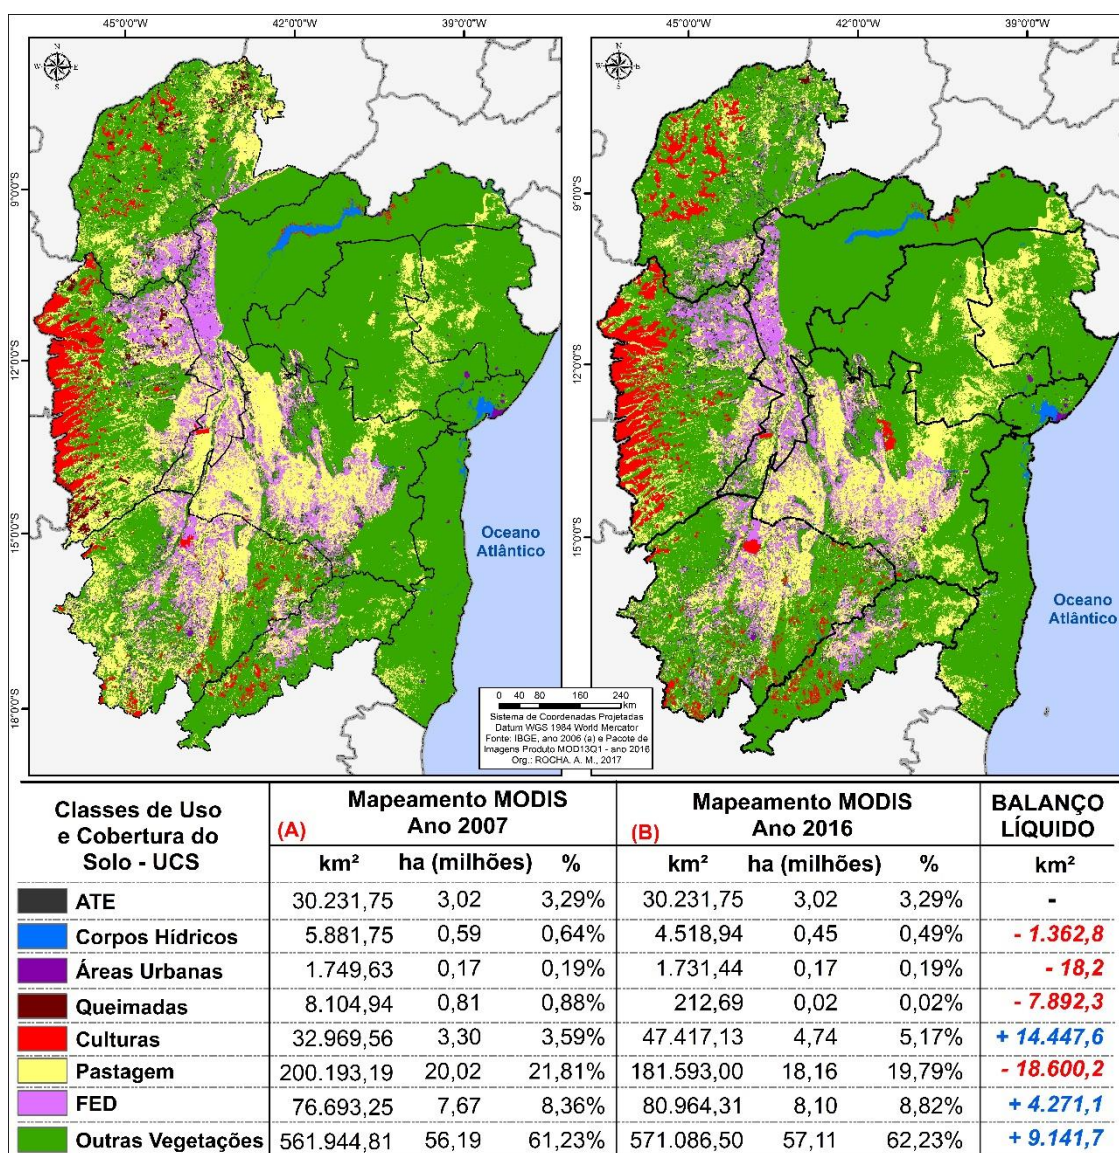 45°0'0"W 42°0'0"W 39°0'0"W 45°0'0"W 42°0'0"W 39°0'0"W
N
W E
S
N
W E
S
9°0'0"S
12°0'0"S
15°0'0"S
18°0'0"S
9°0'0"S
12°0'0"S
15°0'0"S
18°0'0"S
Oceano
Atlântico
Oceano
Atlântico
0 40 80 160 240
km
Sistema de Coordenadas Projetadas
Datum WGS 1984 World Mercator
Fonte: IBGE, ano 2006 (a) e Pacote de
Imagens Produto MOD13Q1 - ano 2016
Org.: ROCHA. A. M., 2017
Classes de Uso
e Cobertura do
Solo - UCS
(A) Mapeamento MODIS
Ano 2007
(B) Mapeamento MODIS
Ano 2016
BALANÇO
LÍQUIDO
km² ha (milhões) % km² ha (milhões) % km²
ATE 30.231,75 3,02 3,29% 30.231,75 3,02 3,29% -
Corpos Hídricos 5.881,75 0,59 0,64% 4.518,94 0,45 0,49% - 1.362,8
Áreas Urbanas 1.749,63 0,17 0,19% 1.731,44 0,17 0,19% - 18,2
Queimadas 8.104,94 0,81 0,88% 212,69 0,02 0,02% - 7.892,3
Culturas 32.969,56 3,30 3,59% 47.417,13 4,74 5,17% + 14.447,6
Pastagem 200.193,19 20,02 21,81% 181.593,00 18,16 19,79% - 18.600,2
FED 76.693,25 7,67 8,36% 80.964,31 8,10 8,82% + 4.271,1
Outras Vegetações 561.944,81 56,19 61,23% 571.086,50 57,11 62,23% + 9.141,7